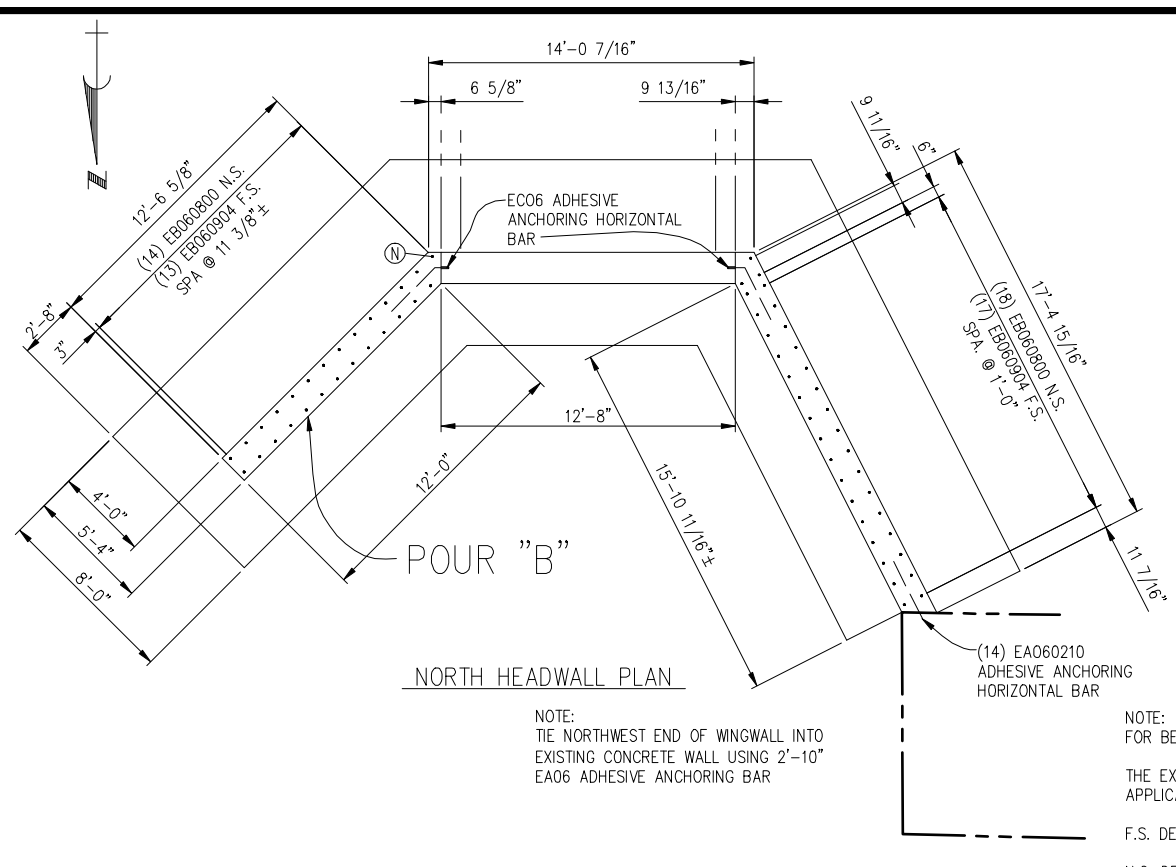 14'-0 7/16"
6 5/8"
9 13/16"
N
12'-6 5/8"
(14) EB060800 N.S.
(13) EB060904 F.S.
SPA @ 11 3/8"±
2'-8"
3"
EC06 ADHESIVE
ANCHORING HORIZONTAL
BAR
N
9 11/16"
6"
17'-4 15/16"
(18) EB060800 N.S.
(17) EB060904 F.S.
SPA. @ 1'-0"
11 7/16"
12'-8"
12'-0"
15'-10 11/16"±
4'-0"
5'-4"
8'-0"
POUR "B"
(14) EA060210
ADHESIVE ANCHORING
HORIZONTAL BAR
NORTH HEADWALL PLAN
NOTE:
TIE NORTHWEST END OF WINGWALL INTO
EXISTING CONCRETE WALL USING 2'-10"
EA06 ADHESIVE ANCHORING BAR
NOTE:
FOR BE
THE EX
APPLICA
F.S. DE